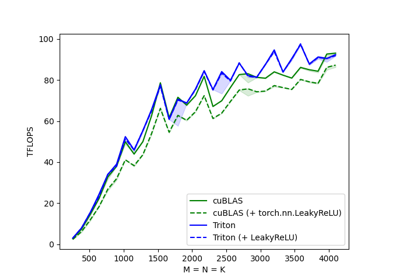 100
80
60
40
20
0
TFLOPS
cuBLAS
cuBLAS (+ torch.nn.LeakyReLU)
Triton
Triton (+ LeakyReLU)
500 1000 1500 2000 2500 3000 3500 4000
M = N = K